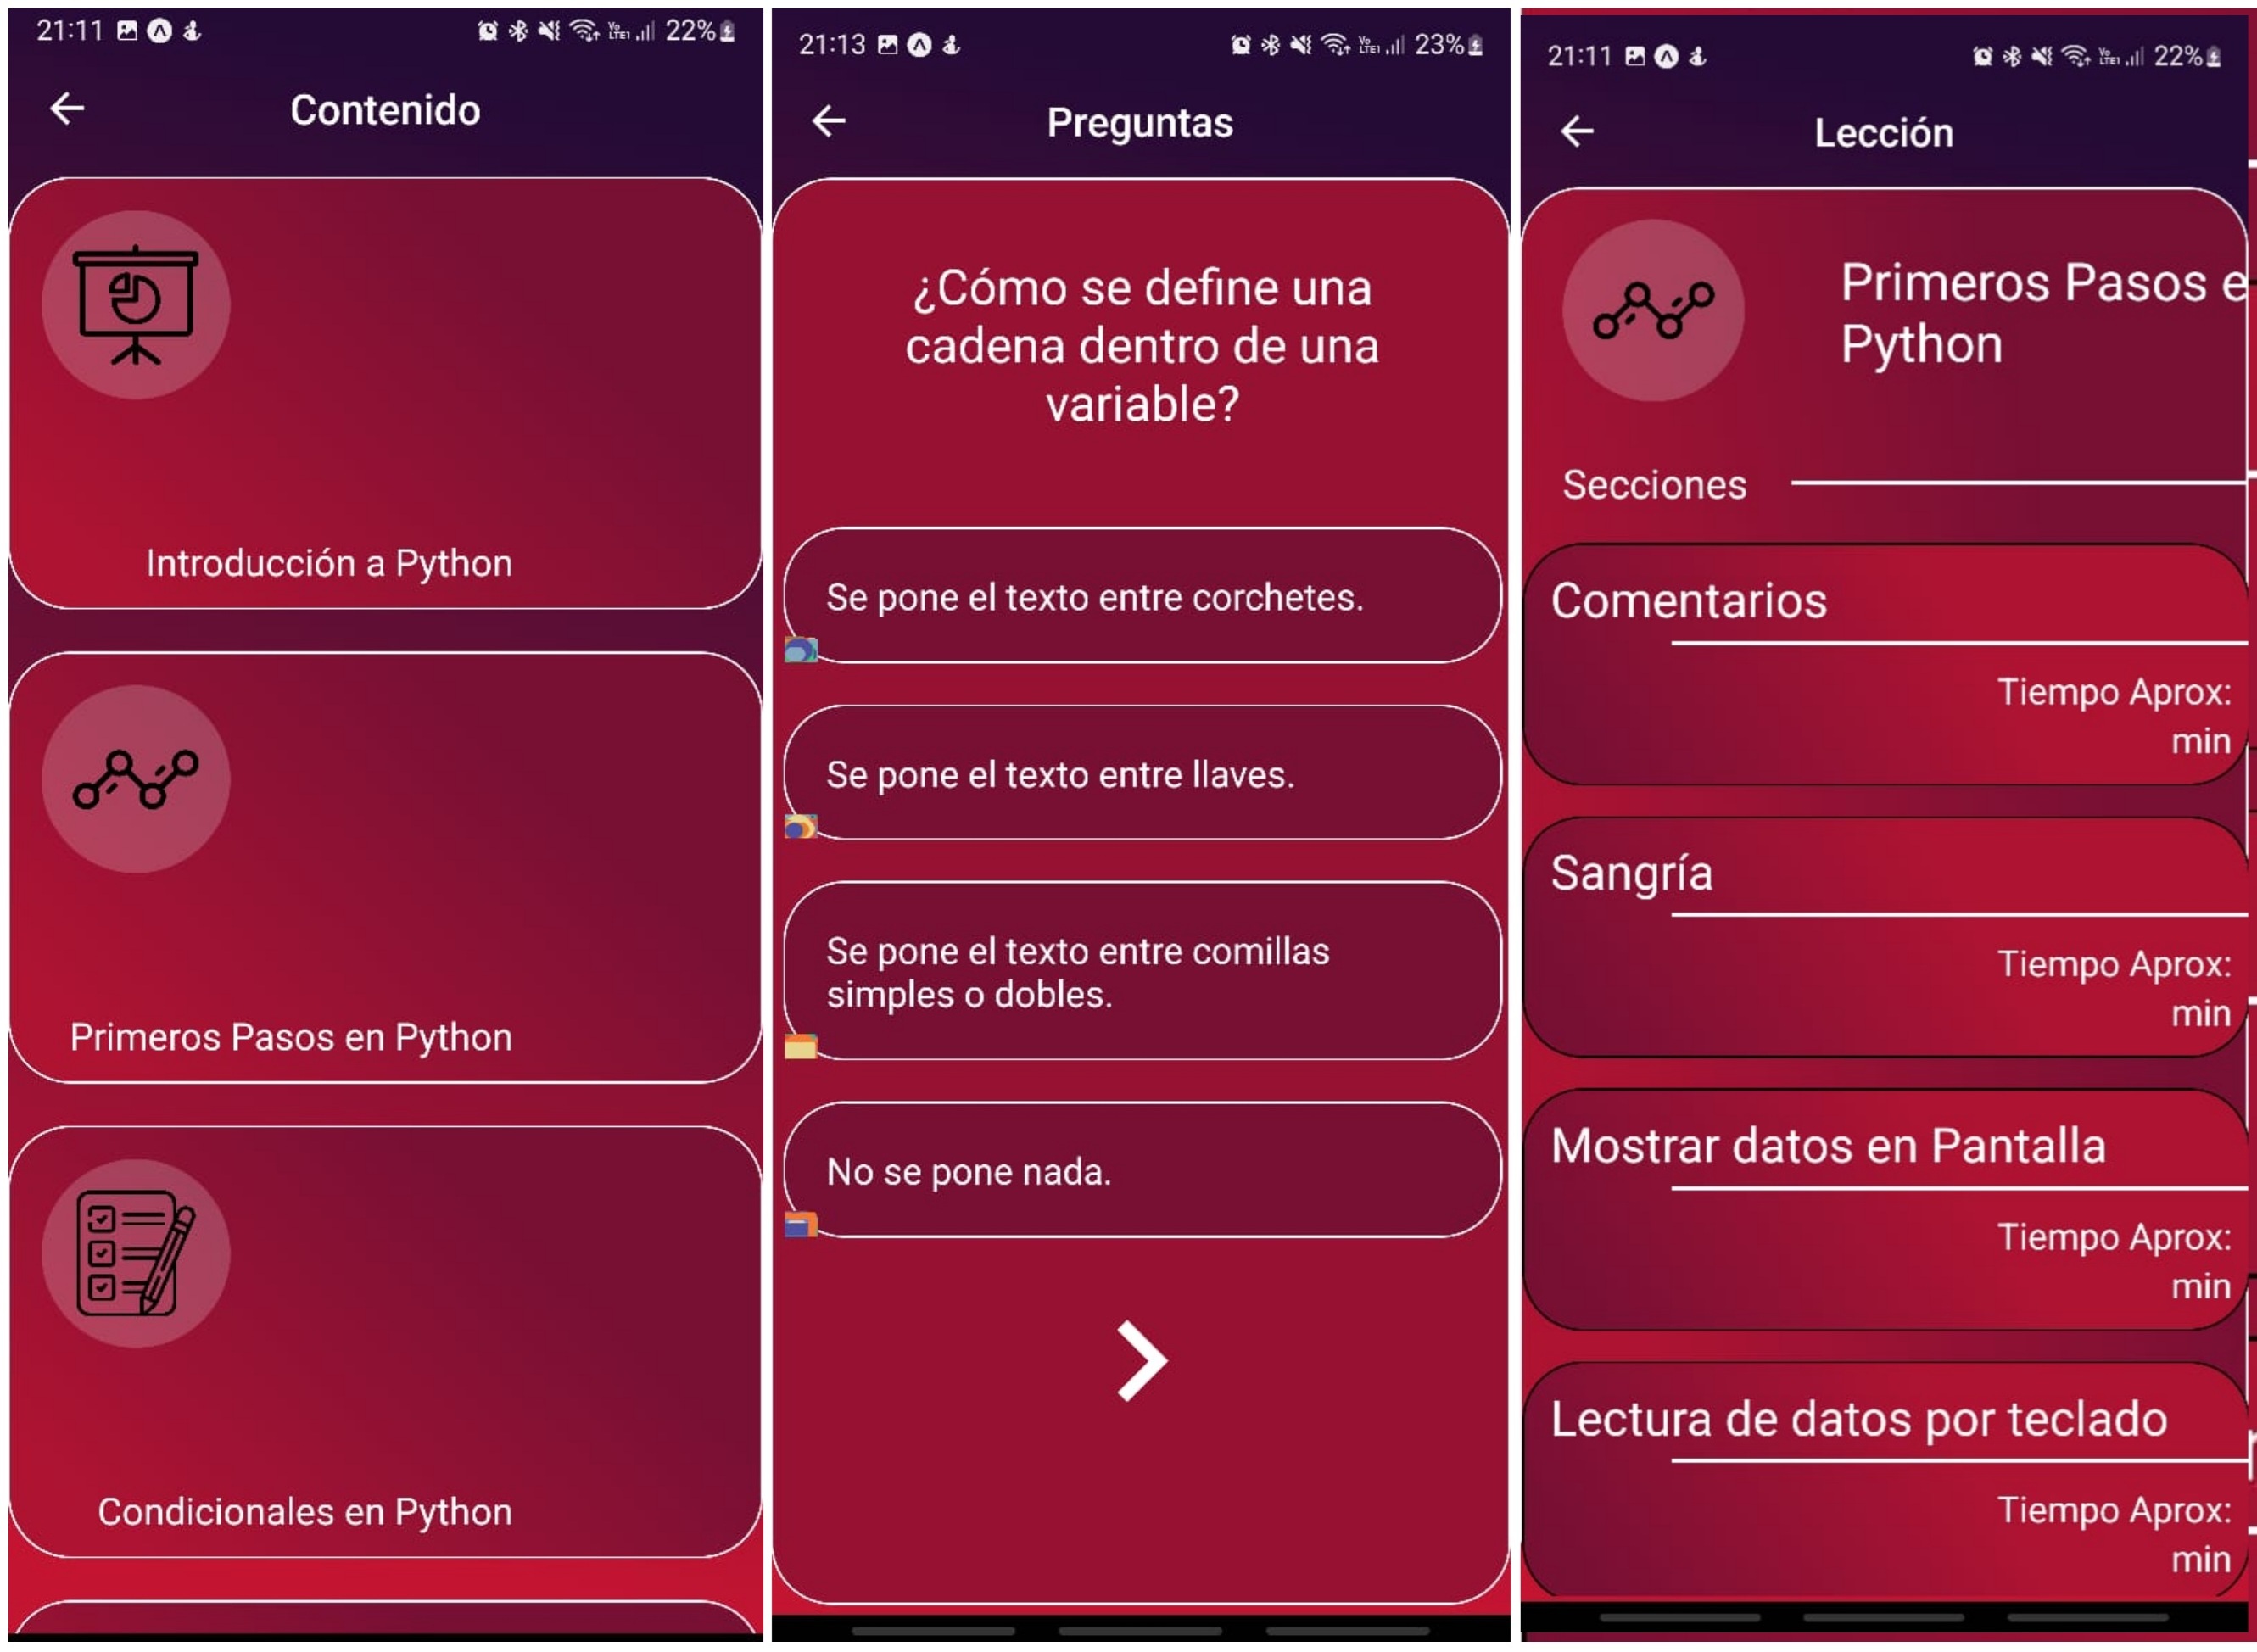 21:11
22%
Contenido
Introducción a Python
Primeros Pasos en Python
Condicionales en Python
21:13
23%
Preguntas
¿Cómo se define una
cadena dentro de una
variable?
Se pone el texto entre corchetes.
Se pone el texto entre llaves.
Se pone el texto entre comillas
simples o dobles.
No se pone nada.
21:11
22%
Lección
Primeros Pasos e
Python
Secciones
Comentarios
Tiempo Aprox:
min
Sangría
Tiempo Aprox:
min
Mostrar datos en Pantalla
Tiempo Aprox:
min
Lectura de datos por teclado
Tiempo Aprox:
min